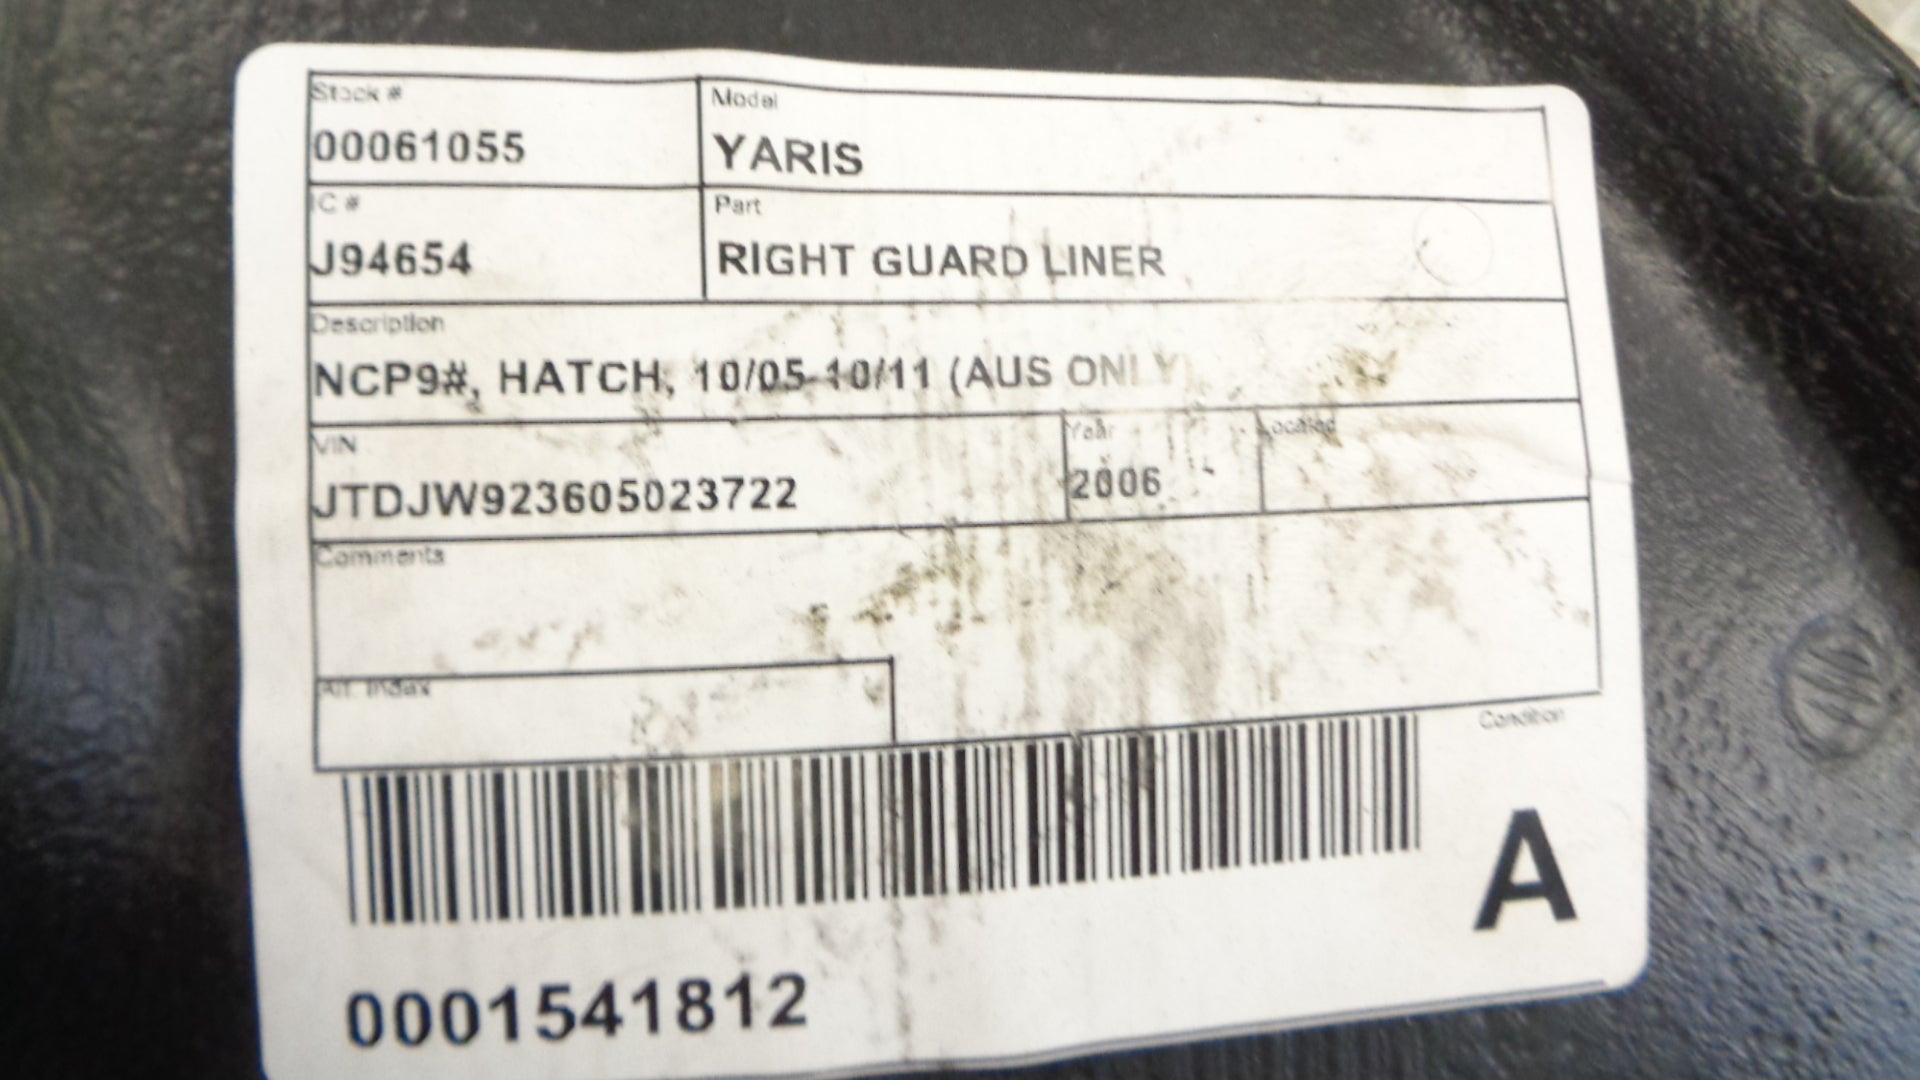 Stock #
00061055
Model
YARIS
IC #
J94654
Part
RIGHT GUARD LINER
Description
NCP9#, HATCH, 10/05-10/11 (AUS ONLY)
VIN
JTDJW923605023722
Year
2006
Located
Comments
Alt. Index
Condition
A
0001541812